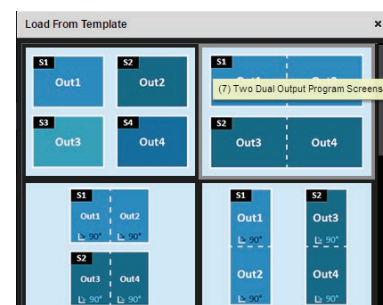 Load From Template ×
S1 S2 S1
Out1 Out2
(7) Two Dual Output Program Screens
S3 S4 S2
Out3 Out4 Out3 Out4
S1 S1 S2
Out1 Out2 Out1 Out3
90° 90° 90° 90°
S2
Out3 Out4 Out2 Out4
90° 90° 90° 90°